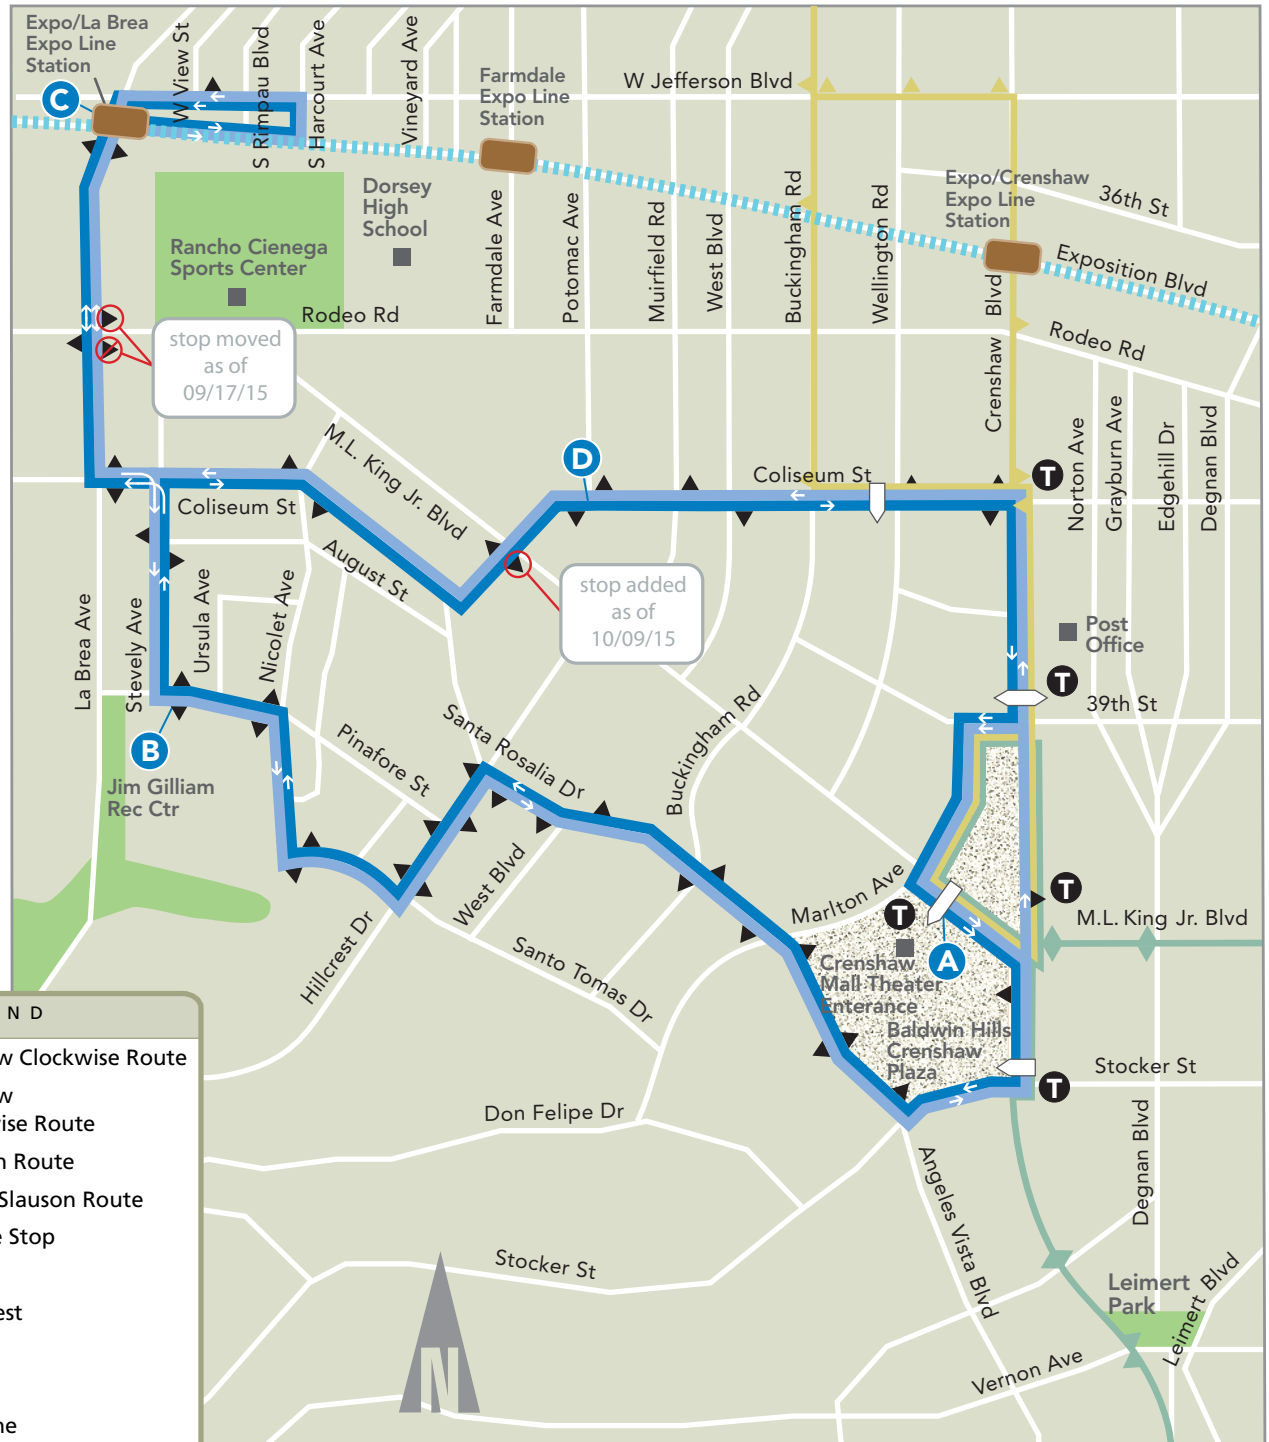 Expo/La Brea
Expo Line
Station
C
W View St
S Rimpau Blvd
S Harcourt Ave
Vineyard Ave
Farmdale
Expo Line
Station
W Jefferson Blvd
Expo/Crenshaw
Expo Line
Station
36th St
Exposition Blvd
Dorsey
High
School
Rancho Cienega
Sports Center
Rodeo Rd
Farmdale Ave
Potomac Ave
Muirfield Rd
West Blvd
Buckingham Rd
Wellington Rd
Crenshaw
Blvd
Rodeo Rd
stop moved
as of
09/17/15
Norton Ave
Grayburn Ave
Edgehill Dr
Degnan Blvd
M.L. King Jr. Blvd
D
Coliseum St
T
Coliseum St
August St
stop added
as of
10/09/15
La Brea Ave
Stevely Ave
Ursula Ave
Nicolet Ave
Post
Office
T
39th St
B
Jim Gilliam
Rec Ctr
Pinafore St
Santa Rosalia Dr
Buckingham Rd
West Blvd
Hillcrest Dr
Santo Tomas Dr
Marlton Ave
T
T
M.L. King Jr. Blvd
A
Crenshaw
Mall Theater
Entrance
Baldwin Hills
Crenshaw
Plaza
Stocker St
T
Don Felipe Dr
Degnan Blvd
Angeles Vista Blvd
Stocker St
Leimert
Park
Leimert Blvd
Vernon Ave
N
N D
w Clockwise Route
w
ise Route
n Route
Slauson Route
e Stop
est
ne